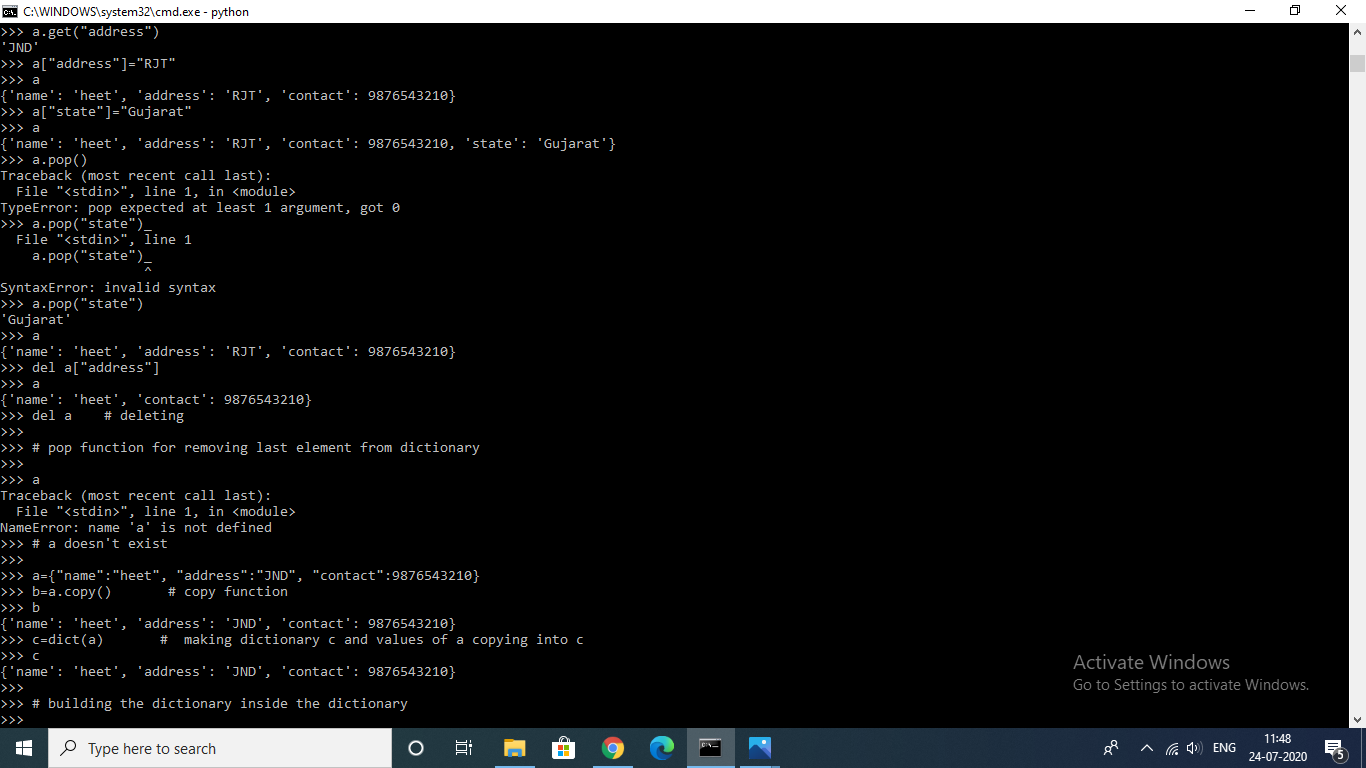 C:\WINDOWS\system32\cmd.exe - python
>>> a.get("address")
'JND'
>>> a["address"]="RJT"
>>> a
{'name': 'heet', 'address': 'RJT', 'contact': 9876543210}
>>> a["state"]="Gujarat"
>>> a
{'name': 'heet', 'address': 'RJT', 'contact': 9876543210, 'state': 'Gujarat'}
>>> a.pop()
Traceback (most recent call last):
  File "<stdin>", line 1, in <module>
TypeError: pop expected at least 1 argument, got 0
>>> a.pop("state")_
  File "<stdin>", line 1
    a.pop("state")_
                  ^
SyntaxError: invalid syntax
>>> a.pop("state")
'Gujarat'
>>> a
{'name': 'heet', 'address': 'RJT', 'contact': 9876543210}
>>> del a["address"]
>>> a
{'name': 'heet', 'contact': 9876543210}
>>> del a    # deleting
>>>
>>> # pop function for removing last element from dictionary
>>>
>>> a
Traceback (most recent call last):
  File "<stdin>", line 1, in <module>
NameError: name 'a' is not defined
>>> # a doesn't exist
>>>
>>> a={"name":"heet", "address":"JND", "contact":9876543210}
>>> b=a.copy()       # copy function
>>> b
{'name': 'heet', 'address': 'JND', 'contact': 9876543210}
>>> c=dict(a)       #  making dictionary c and values of a copying into c
>>> c
{'name': 'heet', 'address': 'JND', 'contact': 9876543210}
>>>
>>> # building the dictionary inside the dictionary
>>>
Activate Windows
Go to Settings to activate Windows.
Type here to search
ENG
11:48
24-07-2020
5